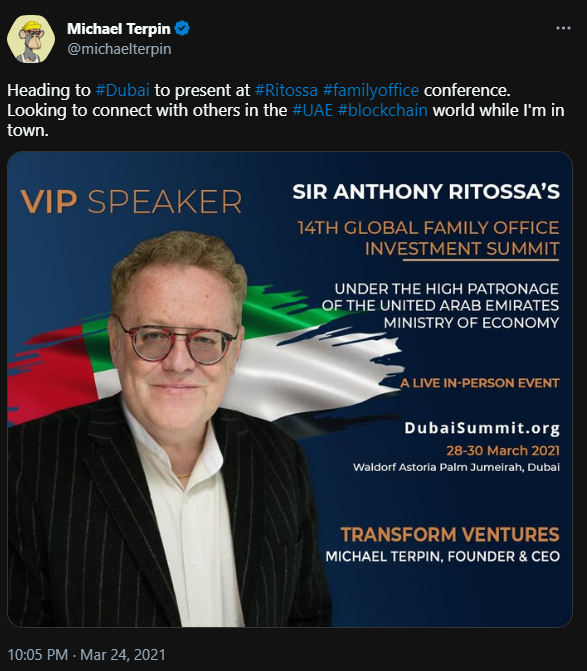 Michael Terpin
@michaelterpin
Heading to #Dubai to present at #Ritossa #familyoffice conference.
Looking to connect with others in the #UAE #blockchain world while I'm in
town.
VIP SPEAKER
SIR ANTHONY RITOSSA'S
14TH GLOBAL FAMILY OFFICE
INVESTMENT SUMMIT
UNDER THE HIGH PATRONAGE
OF THE UNITED ARAB EMIRATES
MINISTRY OF ECONOMY
A LIVE IN-PERSON EVENT
DubaiSummit.org
28-30 March 2021
Waldorf Astoria Palm Jumeirah, Dubai
TRANSFORM VENTURES
MICHAEL TERPIN, FOUNDER & CEO
10:05 PM · Mar 24, 2021